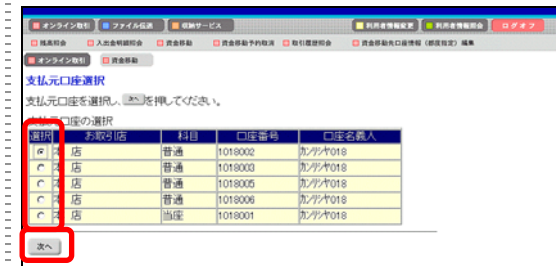 オンライン取引 ファイル伝送 収納サービス 利用者情報変更 利用者情報照会 ログオフ
残高照会 入出金明細照会 資金移動 資金移動予約取消 取引履歴照会 資金移動先口座情報（都度指定）編集
オンライン取引 資金移動
支払元口座選択
支払元口座を選択し、次へを押してください。
支払元口座の選択
選択 お取引店 科目 口座番号 口座名義人
本 店 普通 1018002 カンリシヤ018
本 店 普通 1018003 カンリシヤ018
本 店 普通 1018005 カンリシヤ018
本 店 普通 1018006 カンリシヤ018
本 店 当座 1018001 カンリシヤ018
次へ